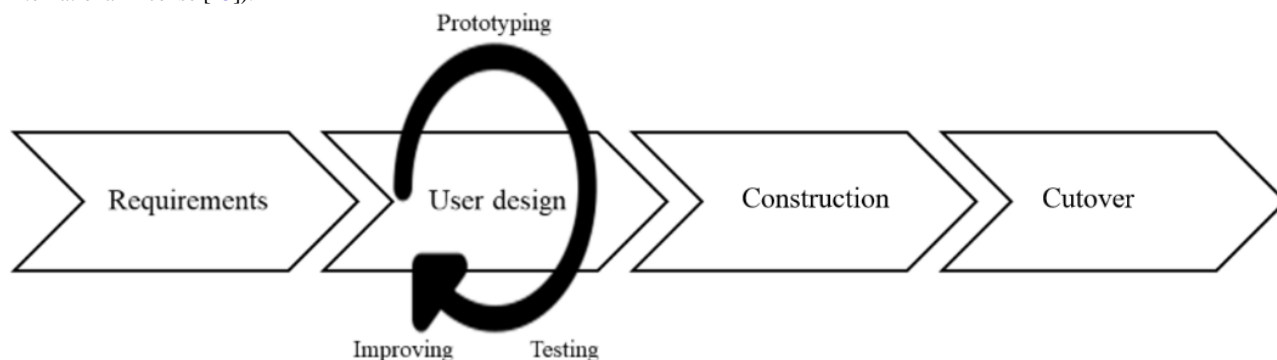 Prototyping
Requirements
User design
Construction
Cutover
Improving
Testing